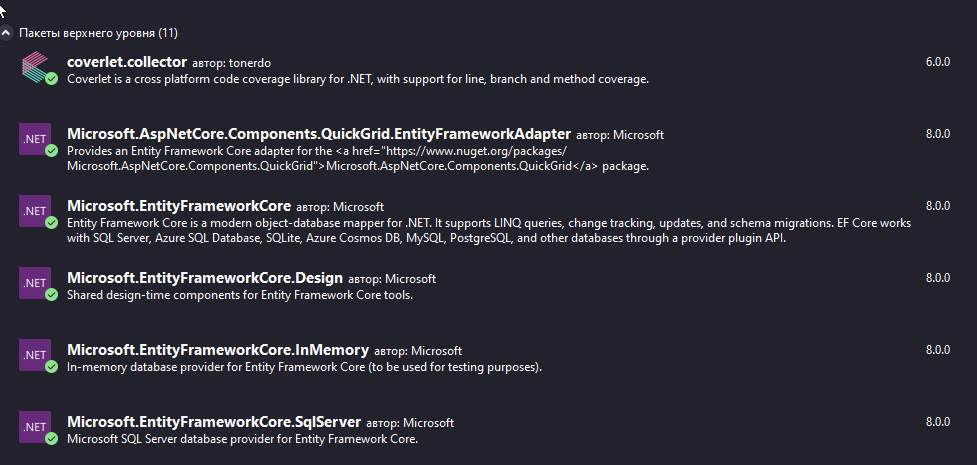 Пакеты верхнего уровня (11)
coverlet.collector автор: tonerdo 6.0.0
Coverlet is a cross platform code coverage library for .NET, with support for line, branch and method coverage.
.NET Microsoft.AspNetCore.Components.QuickGrid.EntityFrameworkAdapter автор: Microsoft 8.0.0
Provides an Entity Framework Core adapter for the <a href="https://www.nuget.org/packages/
Microsoft.AspNetCore.Components.QuickGrid">Microsoft.AspNetCore.Components.QuickGrid</a> package.
.NET Microsoft.EntityFrameworkCore автор: Microsoft 8.0.0
Entity Framework Core is a modern object-database mapper for .NET. It supports LINQ queries, change tracking, updates, and schema migrations. EF Core works
with SQL Server, Azure SQL Database, SQLite, Azure Cosmos DB, MySQL, PostgreSQL, and other databases through a provider plugin API.
.NET Microsoft.EntityFrameworkCore.Design автор: Microsoft 8.0.0
Shared design-time components for Entity Framework Core tools.
.NET Microsoft.EntityFrameworkCore.InMemory автор: Microsoft 8.0.0
In-memory database provider for Entity Framework Core (to be used for testing purposes).
.NET Microsoft.EntityFrameworkCore.SqlServer автор: Microsoft 8.0.0
Microsoft SQL Server database provider for Entity Framework Core.